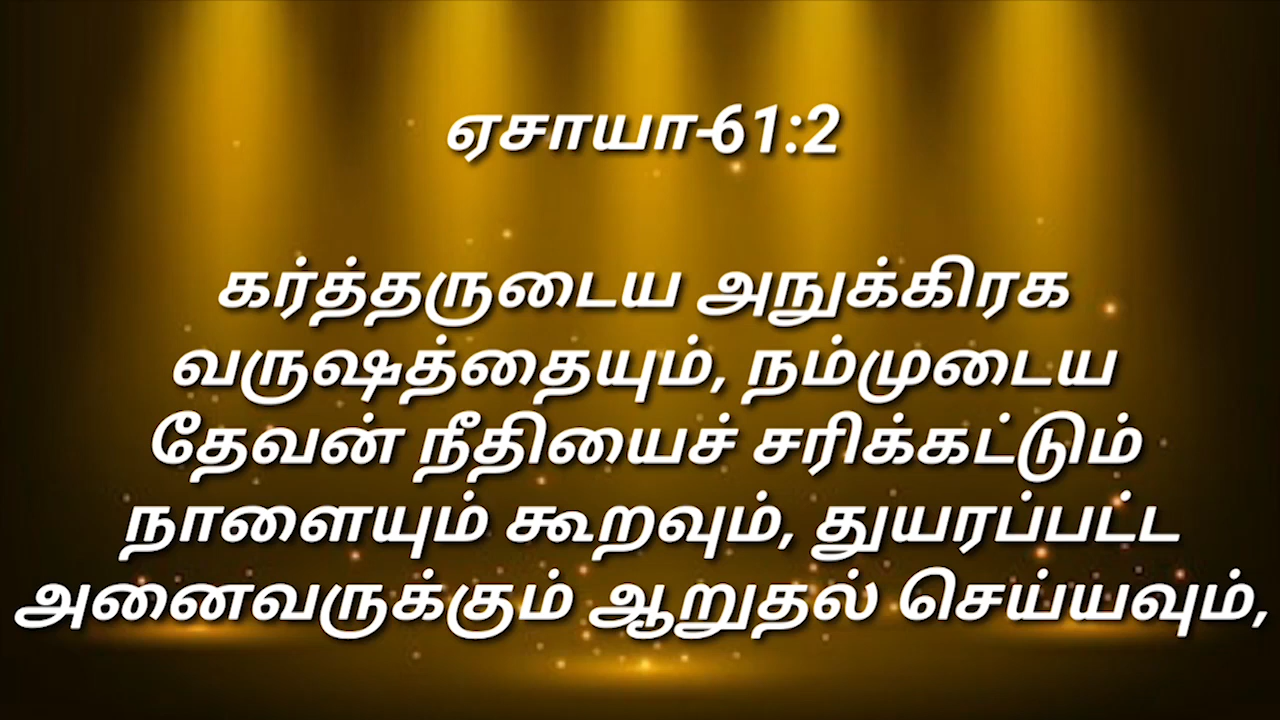 ஏசாயா-61:2
கர்த்தருடைய அநுக்கிரக
வருஷத்தையும், நம்முடைய
தேவன் நீதியைச் சரிக்கட்டும்
நாளையும் கூறவும், துயரப்பட்ட
அனைவருக்கும் ஆறுதல் செய்யவும்,